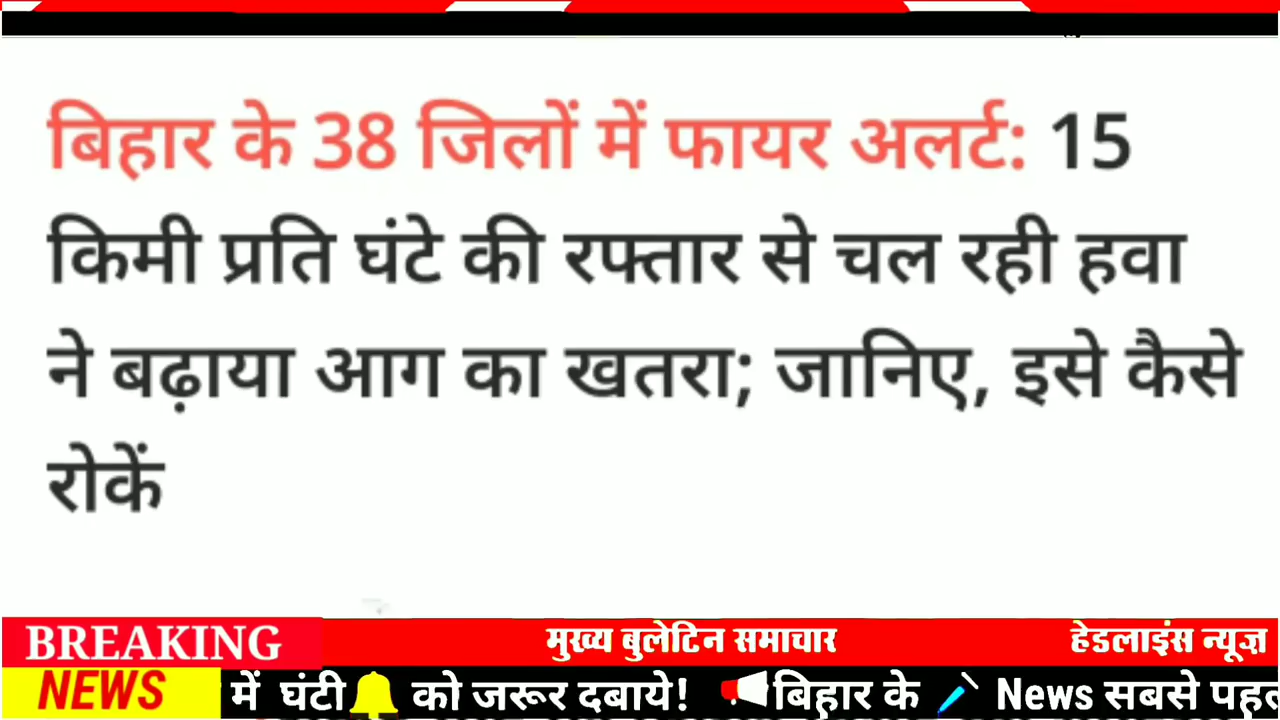 बिहार के 38 जिलों में फायर अलर्ट: 15
किमी प्रति घंटे की रफ्तार से चल रही हवा
ने बढ़ाया आग का खतरा; जानिए, इसे कैसे
रोकें
BREAKING
NEWS
मुख्य बुलेटिन समाचार
हेडलाइंस न्यूज़
में घंटी🔔 को जरूर दबाये! 📢बिहार के 🎤 News सबसे